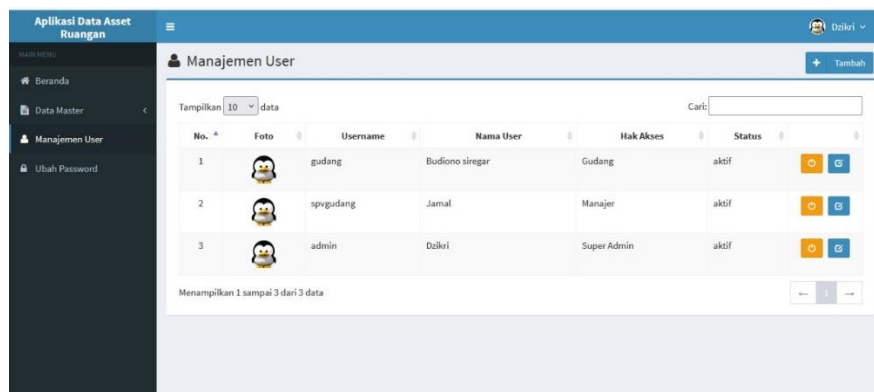 Aplikasi Data Asset
Ruangan
Dzikri
MAIN MENU
Beranda
Data Master
Manajemen User
Ubah Password
Manajemen User
+ Tambah
Tampilkan 10 data
Cari:
No. Foto Username Nama User Hak Akses Status
1 gudang Budiono siregar Gudang aktif
2 spvgudang Jamal Manajer aktif
3 admin Dzikri Super Admin aktif
Menampilkan 1 sampai 3 dari 3 data
← 1 →